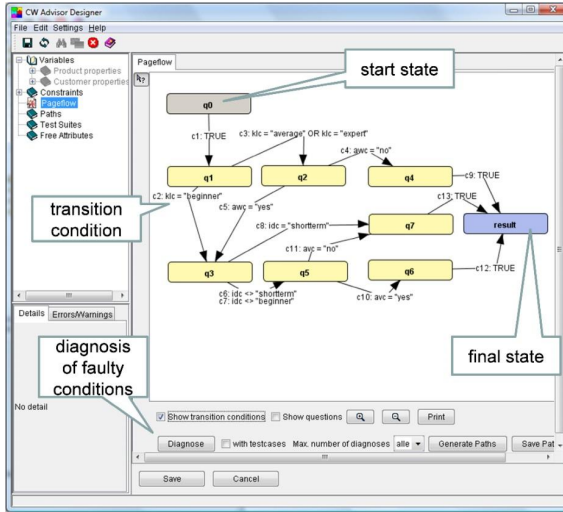 CW Advisor Designer
File Edit Settings Help
Variables
Product properties
Customer properties
Constraints
Pageflow
Paths
Test Suites
Free Attributes
Pageflow
start state
q0
c1: TRUE
c3: klc = "average" OR klc = "expert"
c4: awc = "no"
q1
q2
q4
c9: TRUE
c2: klc = "beginner"
c5: awc = "yes"
c13: TRUE
transition
condition
c8: idc = "shortterm"
q7
result
c11: avc = "no"
q3
q5
q6
c12: TRUE
c6: idc <> "shortterm"
c7: idc <> "beginner"
c10: avc = "yes"
final state
Details
Errors/Warnings
diagnosis
of faulty
conditions
No detail
Show transition conditions
Show questions
Print
Diagnose
with testcases
Max. number of diagnoses
alle
Generate Paths
Save Pat
Save
Cancel